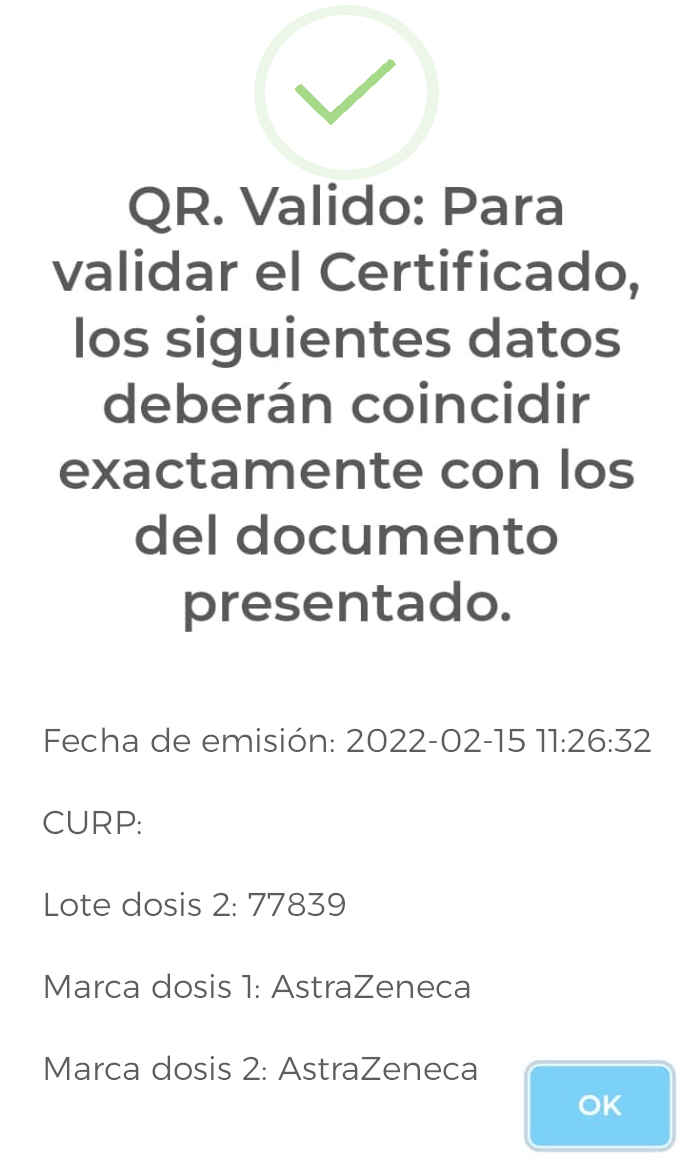 QR. Valido: Para
validar el Certificado,
los siguientes datos
deberán coincidir
exactamente con los
del documento
presentado.
Fecha de emisión: 2022-02-15 11:26:32
CURP:
Lote dosis 2: 77839
Marca dosis 1: AstraZeneca
Marca dosis 2: AstraZeneca
OK